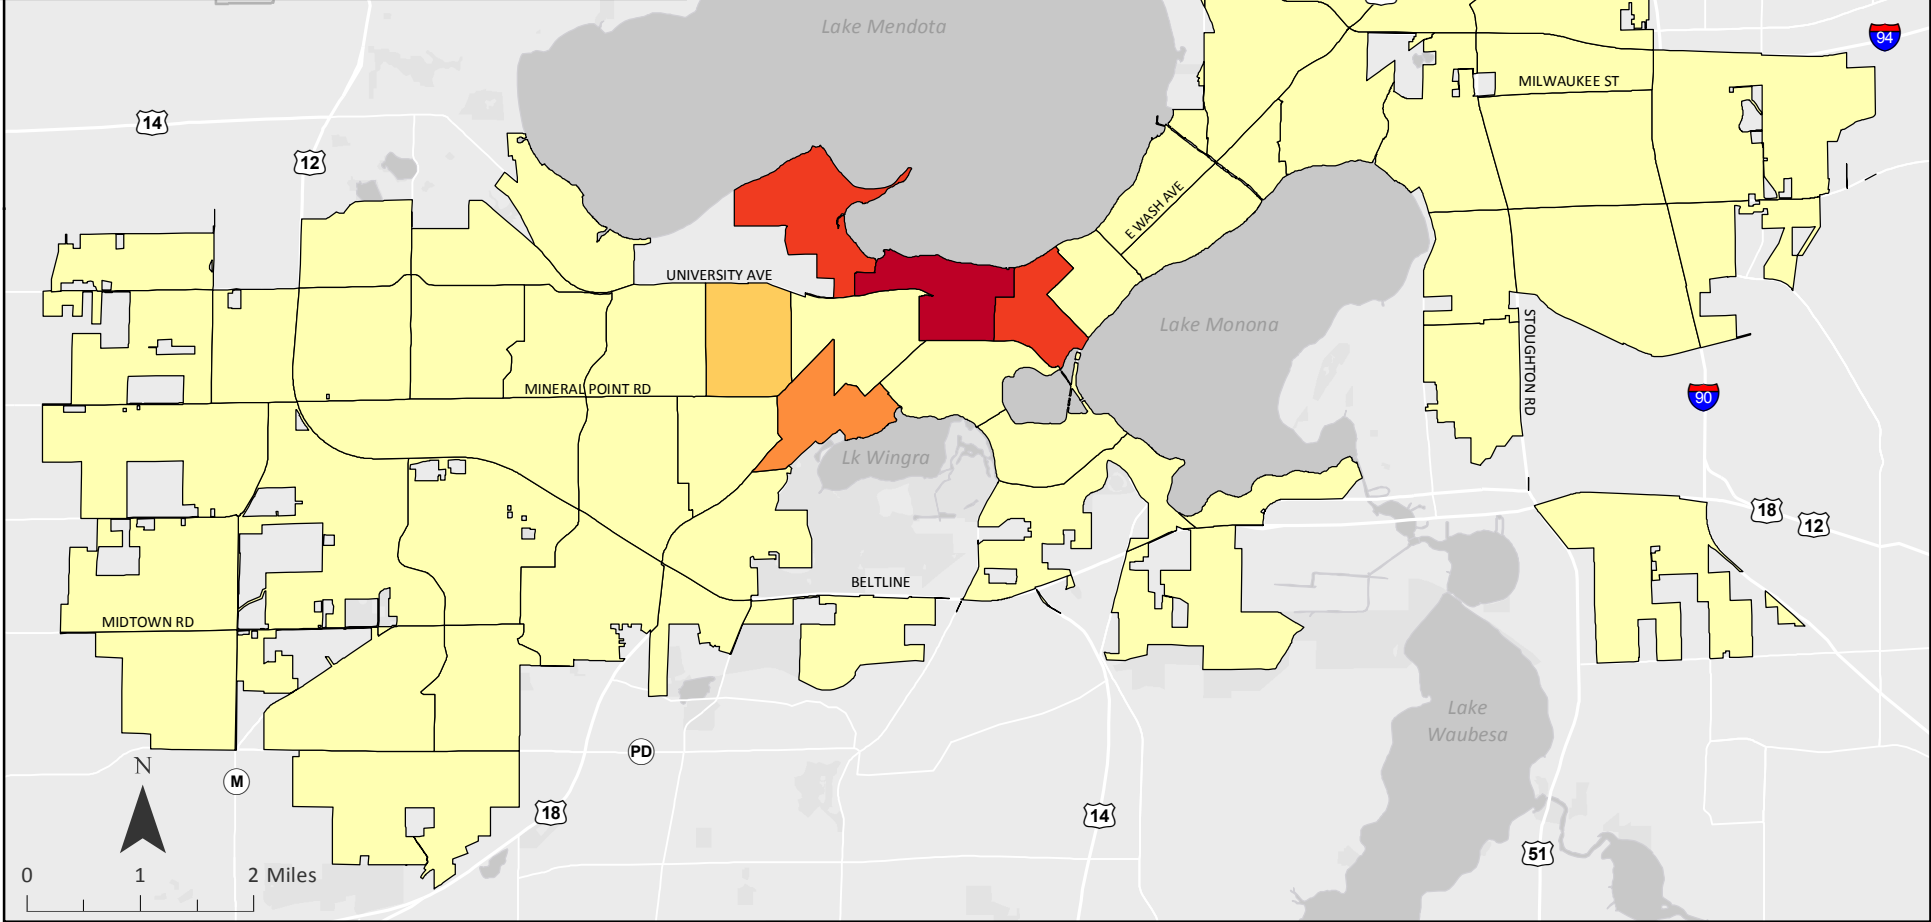 Lake Mendota
94
MILWAUKEE ST
14
12
E WASH AVE
UNIVERSITY AVE
Lake Monona
STOUGHTON RD
MINERAL POINT RD
90
Lk Wingra
18
12
BELTLINE
MIDTOWN RD
Lake
Waubesa
N
PD
M
18
14
51
0 1 2 Miles